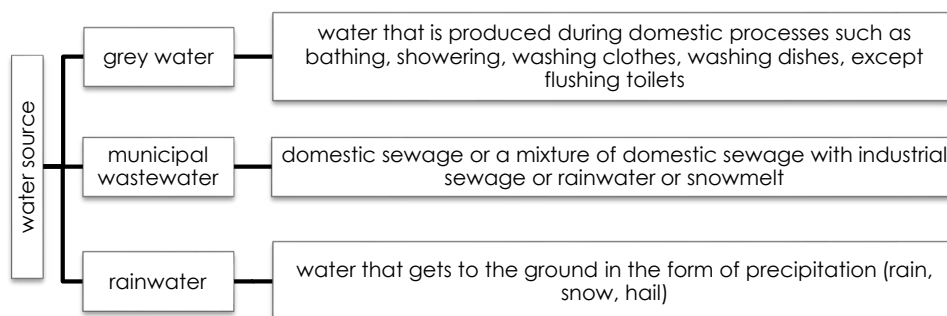 water source
grey water
water that is produced during domestic processes such as
bathing, showering, washing clothes, washing dishes, except
flushing toilets
municipal
wastewater
domestic sewage or a mixture of domestic sewage with industrial
sewage or rainwater or snowmelt
rainwater
water that gets to the ground in the form of precipitation (rain,
snow, hail)